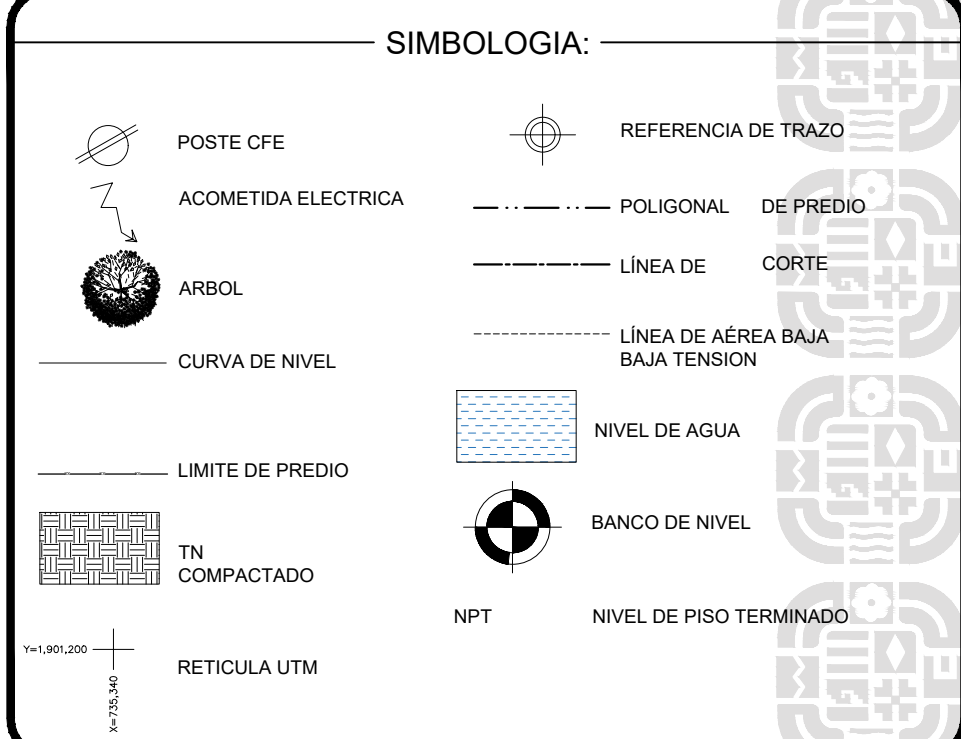 SIMBOLOGIA:
POSTE CFE
ACOMETIDA ELECTRICA
ARBOL
CURVA DE NIVEL
LIMITE DE PREDIO
TN
COMPACTADO
Y=1,901,200
X=735,340
RETICULA UTM
REFERENCIA DE TRAZO
POLIGONAL DE PREDIO
LÍNEA DE CORTE
LÍNEA DE AÉREA BAJA
BAJA TENSION
NIVEL DE AGUA
BANCO DE NIVEL
NPT NIVEL DE PISO TERMINADO